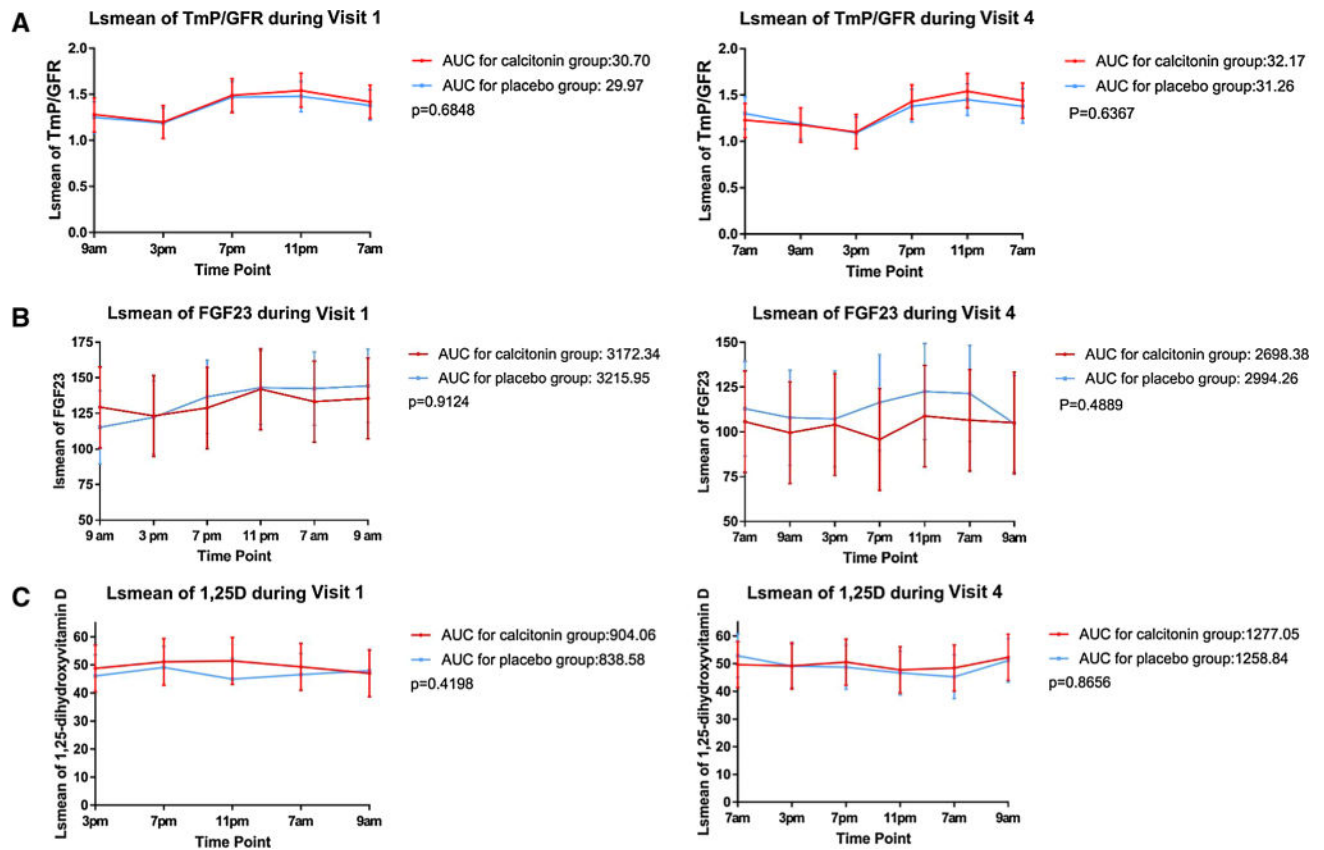 A
Lsmean of TmP/GFR during Visit 1
Lsmean of TmP/GFR
2.0
1.5
1.0
0.5
0.0
9am 3pm 7pm 11pm 7am
Time Point
AUC for calcitonin group:30.70
AUC for placebo group: 29.97
p=0.6848
Lsmean of TmP/GFR during Visit 4
Lsmean of TmP/GFR
2.0
1.5
1.0
0.5
0.0
7am 9am 3pm 7pm 11pm 7am
Time Point
AUC for calcitonin group:32.17
AUC for placebo group:31.26
P=0.6367
B
Lsmean of FGF23 during Visit 1
lsmean of FGF23
175
150
125
100
75
50
9 am 3 pm 7 pm 11 pm 7 am 9 am
Time Point
AUC for calcitonin group: 3172.34
AUC for placebo group: 3215.95
p=0.9124
Lsmean of FGF23 during Visit 4
Lsmean of FGF23
150
125
100
75
50
7am 9am 3pm 7pm 11pm 7am 9am
Time Point
AUC for calcitonin group: 2698.38
AUC for placebo group: 2994.26
P=0.4889
C
Lsmean of 1,25D during Visit 1
Lsmean of 1,25-dihydroxyvitamin D
60
50
40
30
20
10
0
3pm 7pm 11pm 7am 9am
Time Point
AUC for calcitonin group:904.06
AUC for placebo group:838.58
p=0.4198
Lsmean of 1,25D during Visit 4
Lsmean of 1,25-dihydroxyvitamin D
60
50
40
30
20
10
0
7am 3pm 7pm 11pm 7am 9am
Time Point
AUC for calcitonin group:1277.05
AUC for placebo group:1258.84
p=0.8656